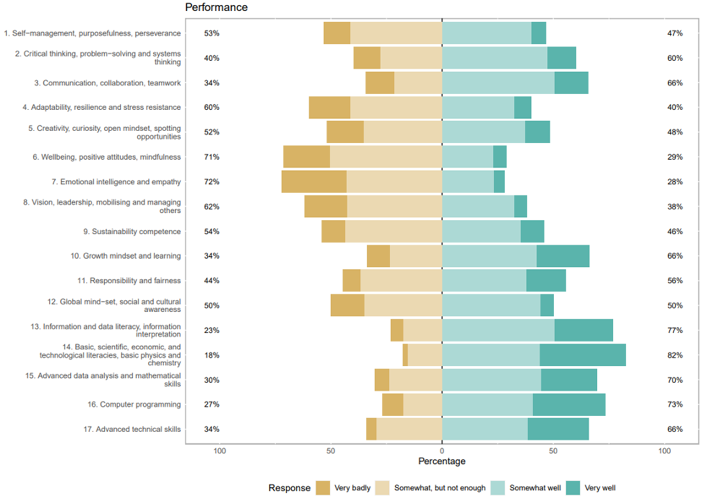 Performance
1. Self−management, purposefulness, perseverance 53% 47%
2. Critical thinking, problem−solving and systems
thinking 40% 60%
3. Communication, collaboration, teamwork 34% 66%
4. Adaptability, resilience and stress resistance 60% 40%
5. Creativity, curiosity, open mindset, spotting
opportunities 52% 48%
6. Wellbeing, positive attitudes, mindfulness 71% 29%
7. Emotional intelligence and empathy 72% 28%
8. Vision, leadership, mobilising and managing
others 62% 38%
9. Sustainability competence 54% 46%
10. Growth mindset and learning 34% 66%
11. Responsibility and fairness 44% 56%
12. Global mind−set, social and cultural
awareness 50% 50%
13. Information and data literacy, information
interpretation 23% 77%
14. Basic, scientific, economic, and
technological literacies, basic physics and
chemistry 18% 82%
15. Advanced data analysis and mathematical
skills 30% 70%
16. Computer programming 27% 73%
17. Advanced technical skills 34% 66%
100 50 0 50 100
Percentage
Response Very badly Somewhat, but not enough Somewhat well Very well